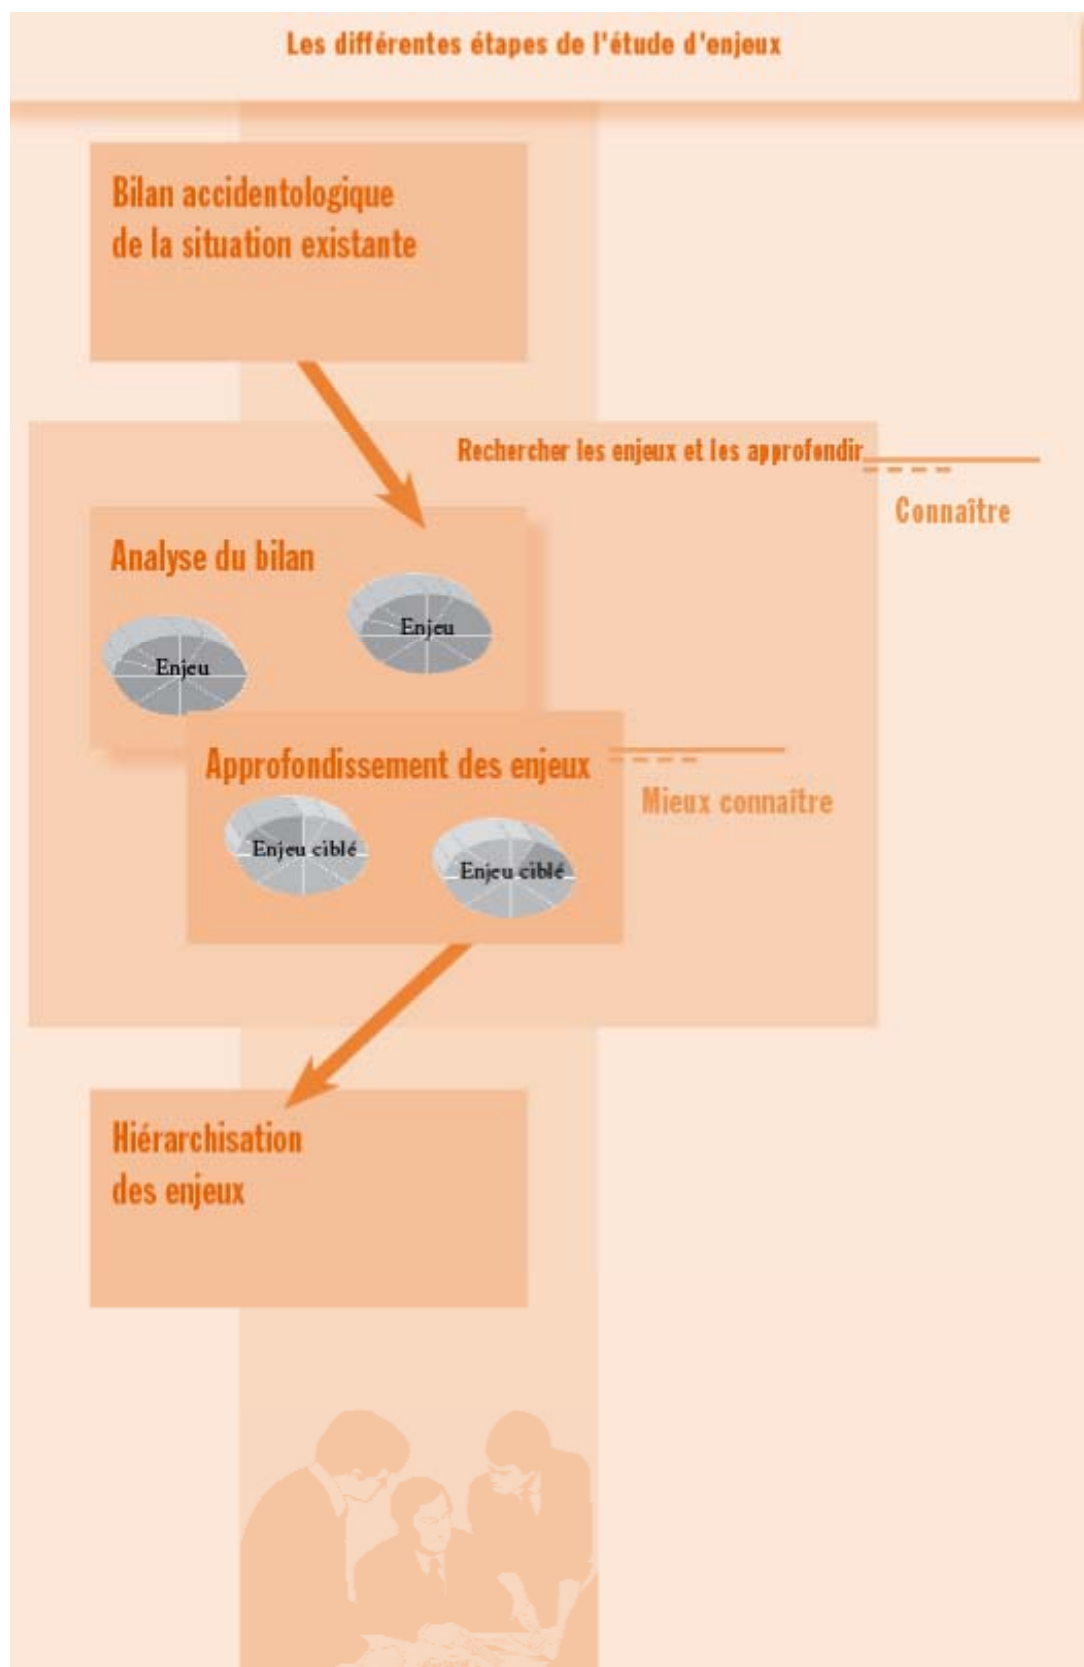 Les différentes étapes de l'étude d'enjeux
Bilan accidentologique
de la situation existante
Rechercher les enjeux et les approfondir
Connaître
Analyse du bilan
Enjeu
Enjeu
Approfondissement des enjeux
Mieux connaître
Enjeu ciblé
Enjeu ciblé
Hiérarchisation
des enjeux